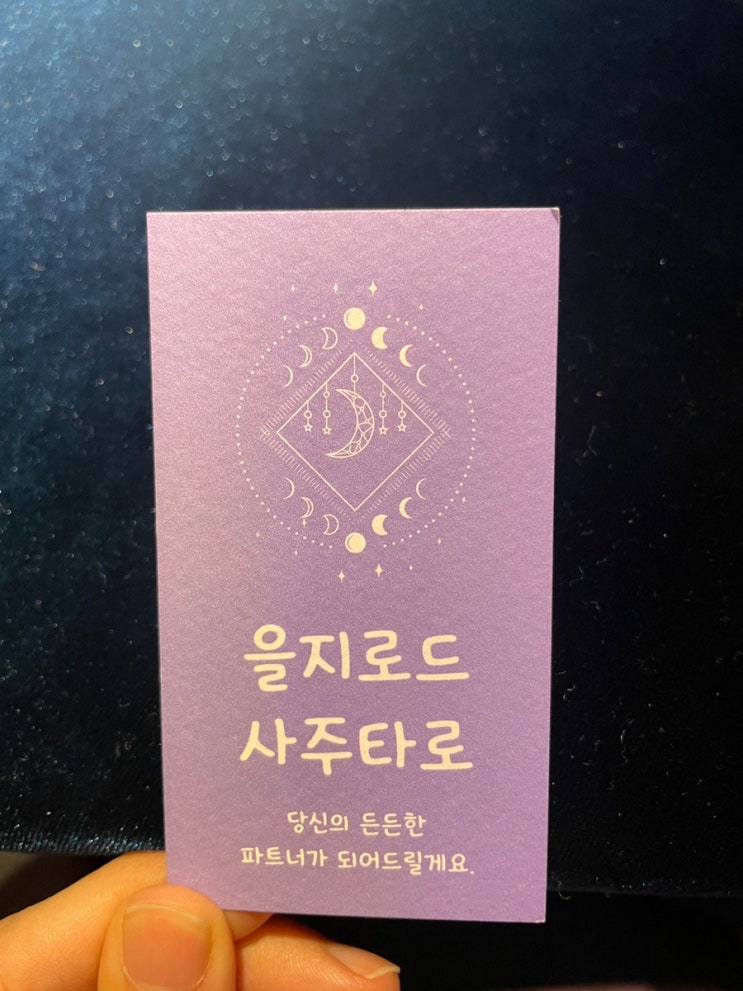 을지로드
사주타로
당신의 든든한
파트너가 되어드릴게요.